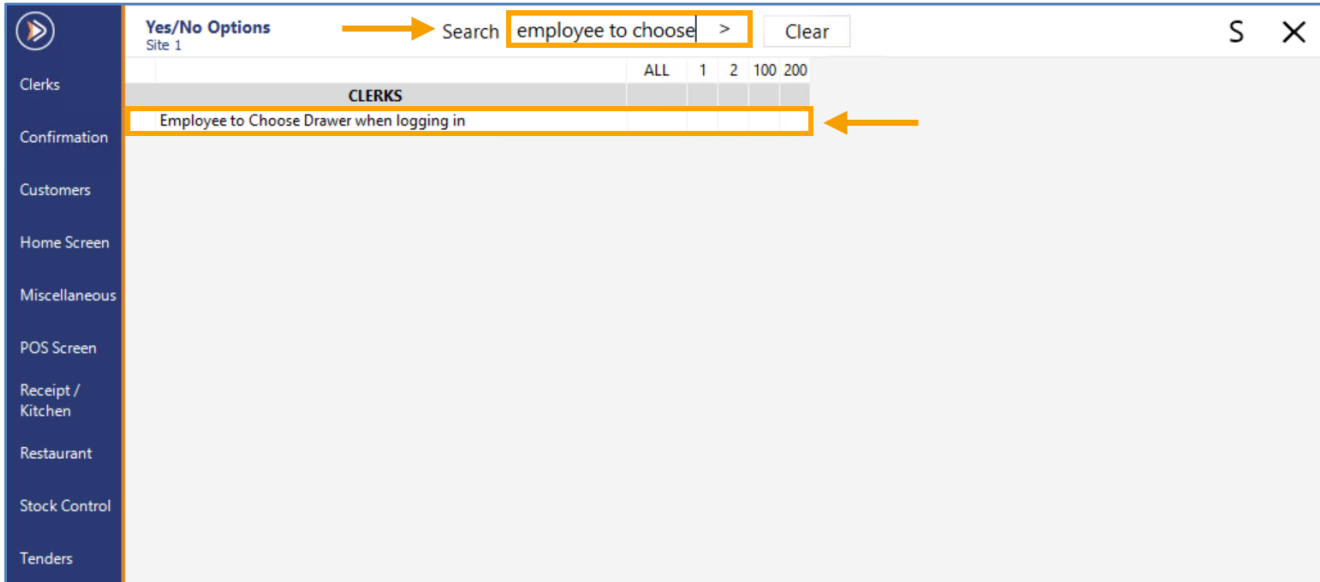 Yes/No Options
Site 1
Search employee to choose > Clear S X
Clerks
Confirmation
Customers
Home Screen
Miscellaneous
POS Screen
Receipt /
Kitchen
Restaurant
Stock Control
Tenders
ALL 1 2 100 200
CLERKS
Employee to Choose Drawer when logging in